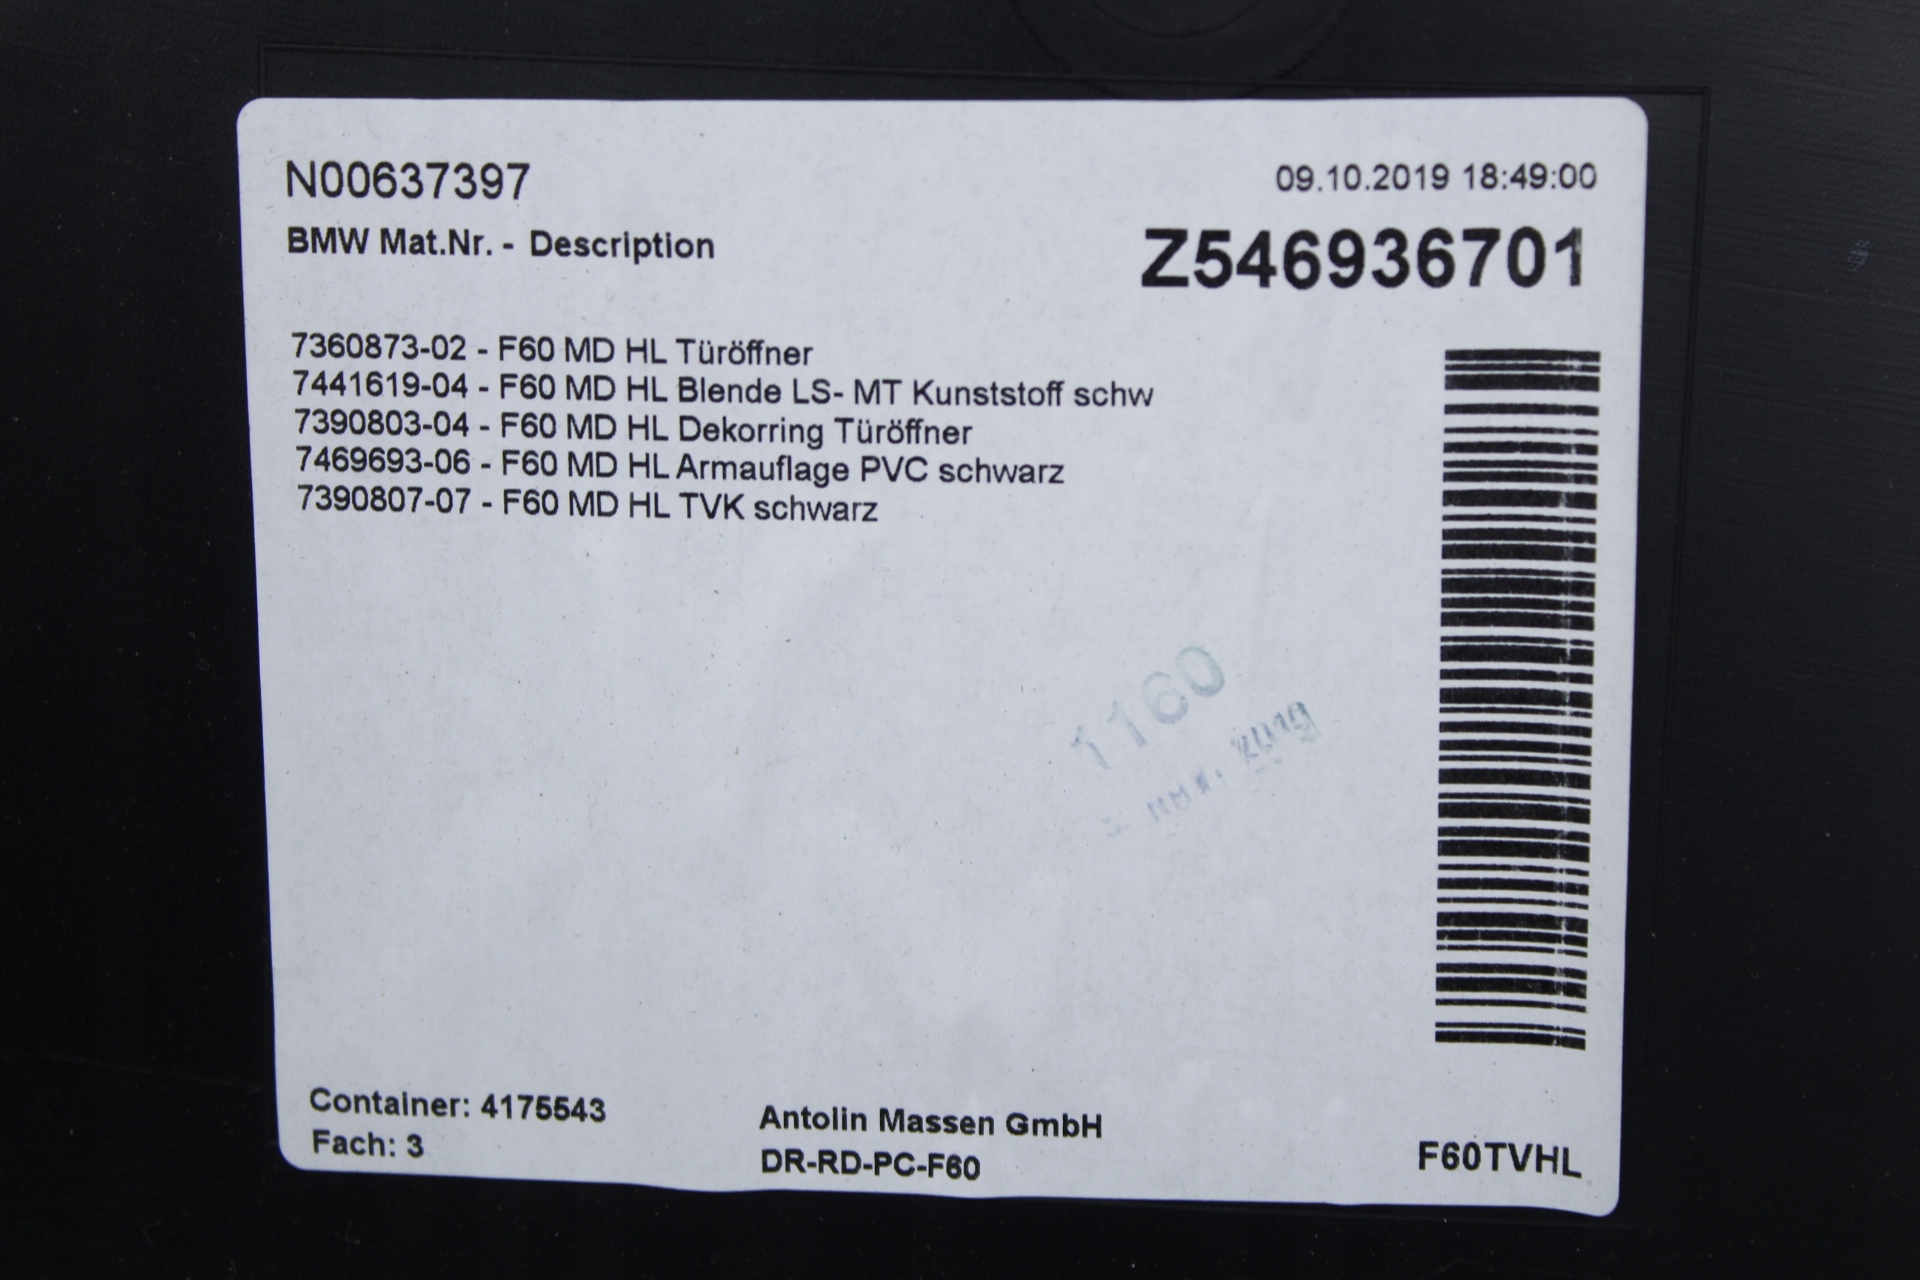 N00637397
09.10.2019 18:49:00
BMW Mat.Nr. - Description
Z546936701
7360873-02 - F60 MD HL Türöffner
7441619-04 - F60 MD HL Blende LS- MT Kunststoff schw
7390803-04 - F60 MD HL Dekorring Türöffner
7469693-06 - F60 MD HL Armauflage PVC schwarz
7390807-07 - F60 MD HL TVK schwarz
1160
2019
Container: 4175543
Fach: 3
Antolin Massen GmbH
DR-RD-PC-F60
F60TVHL